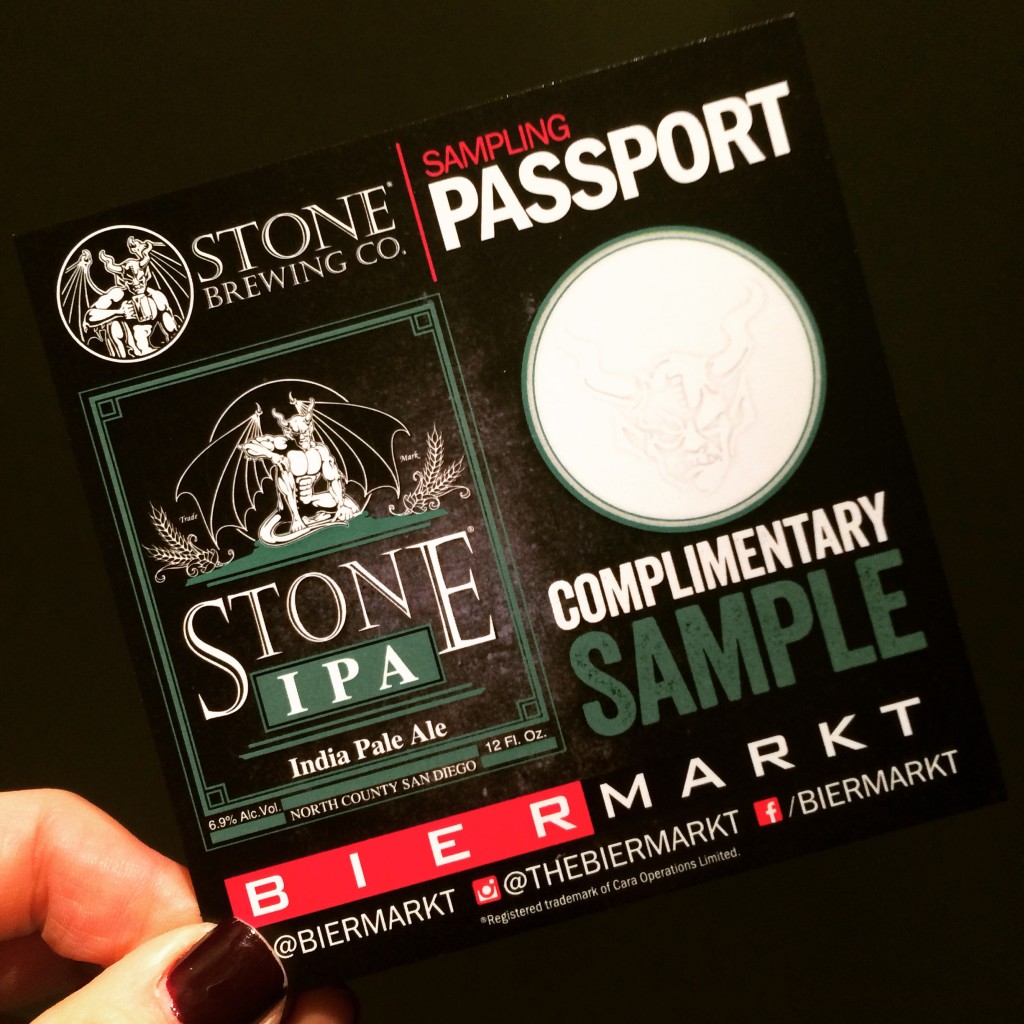 STONE®
BREWING CO.
SAMPLING
PASSPORT
Trade
Mark
STONE®
IPA
India Pale Ale
6.9% Alc.Vol.
NORTH COUNTY SAN DIEGO
12 Fl. Oz.
COMPLIMENTARY
SAMPLE
BIERMARKT
@BIERMARKT @THEBIERMARKT /BIERMARKT
®Registered trademark of Cara Operations Limited.